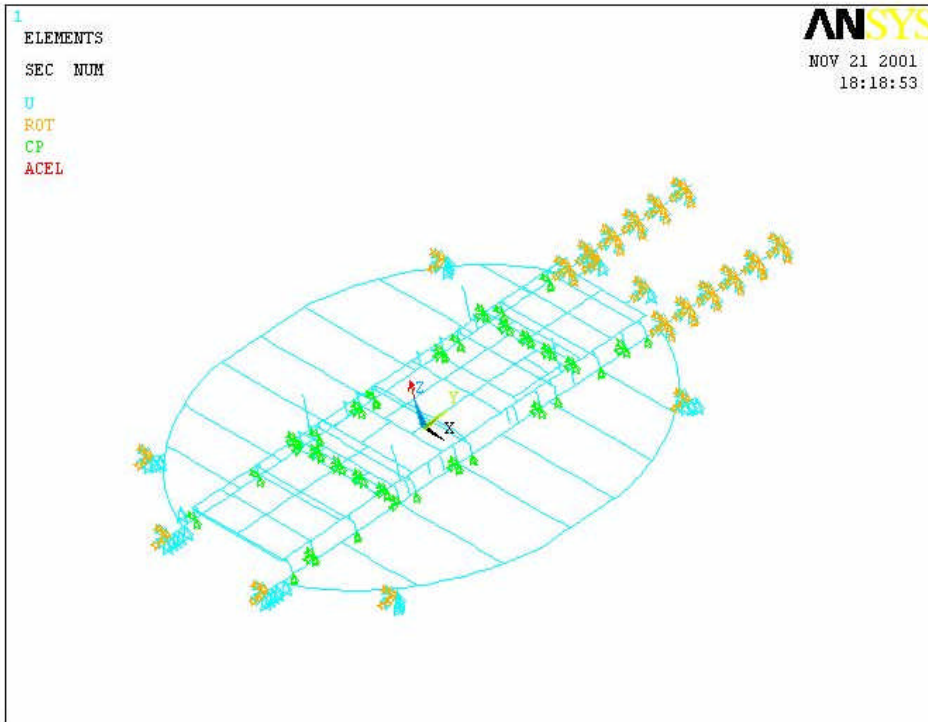 1
ELEMENTS
SEC NUM
U
ROT
CP
ACEL
ANSYS
NOV 21 2001
18:18:53
Z
Y
X